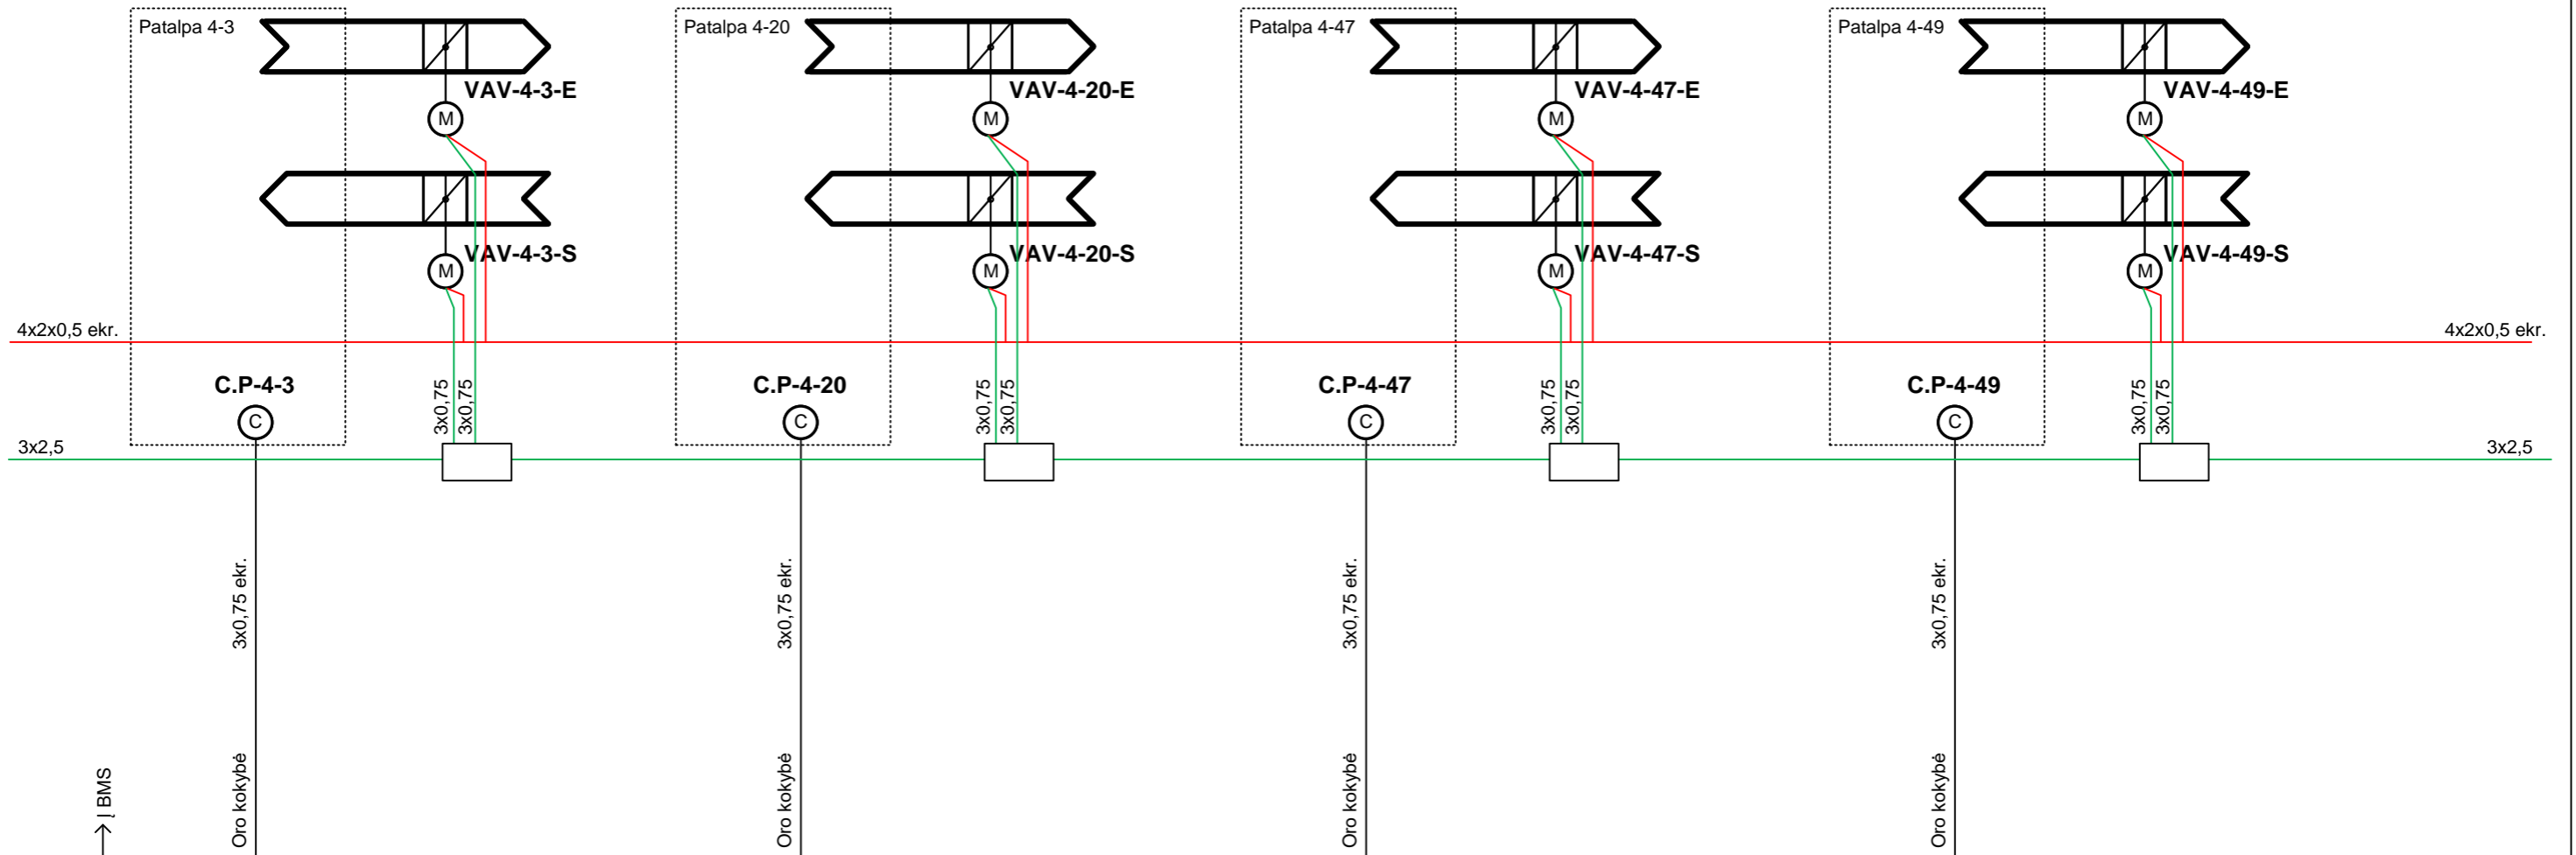 Patalpa 4-3
Patalpa 4-20
Patalpa 4-47
Patalpa 4-49
VAV-4-3-E
VAV-4-20-E
VAV-4-47-E
VAV-4-49-E
M
M
M
M
VAV-4-3-S
VAV-4-20-S
VAV-4-47-S
VAV-4-49-S
M
M
M
M
4x2x0,5 ekr.
4x2x0,5 ekr.
C.P-4-3
C.P-4-20
C.P-4-47
C.P-4-49
3x0,75
3x0,75
3x0,75
3x0,75
3x0,75
3x0,75
3x0,75
3x0,75
C
C
C
C
3x2,5
3x2,5
3x0,75 ekr.
3x0,75 ekr.
3x0,75 ekr.
3x0,75 ekr.
Į BMS
Oro kokybė
Oro kokybė
Oro kokybė
Oro kokybė